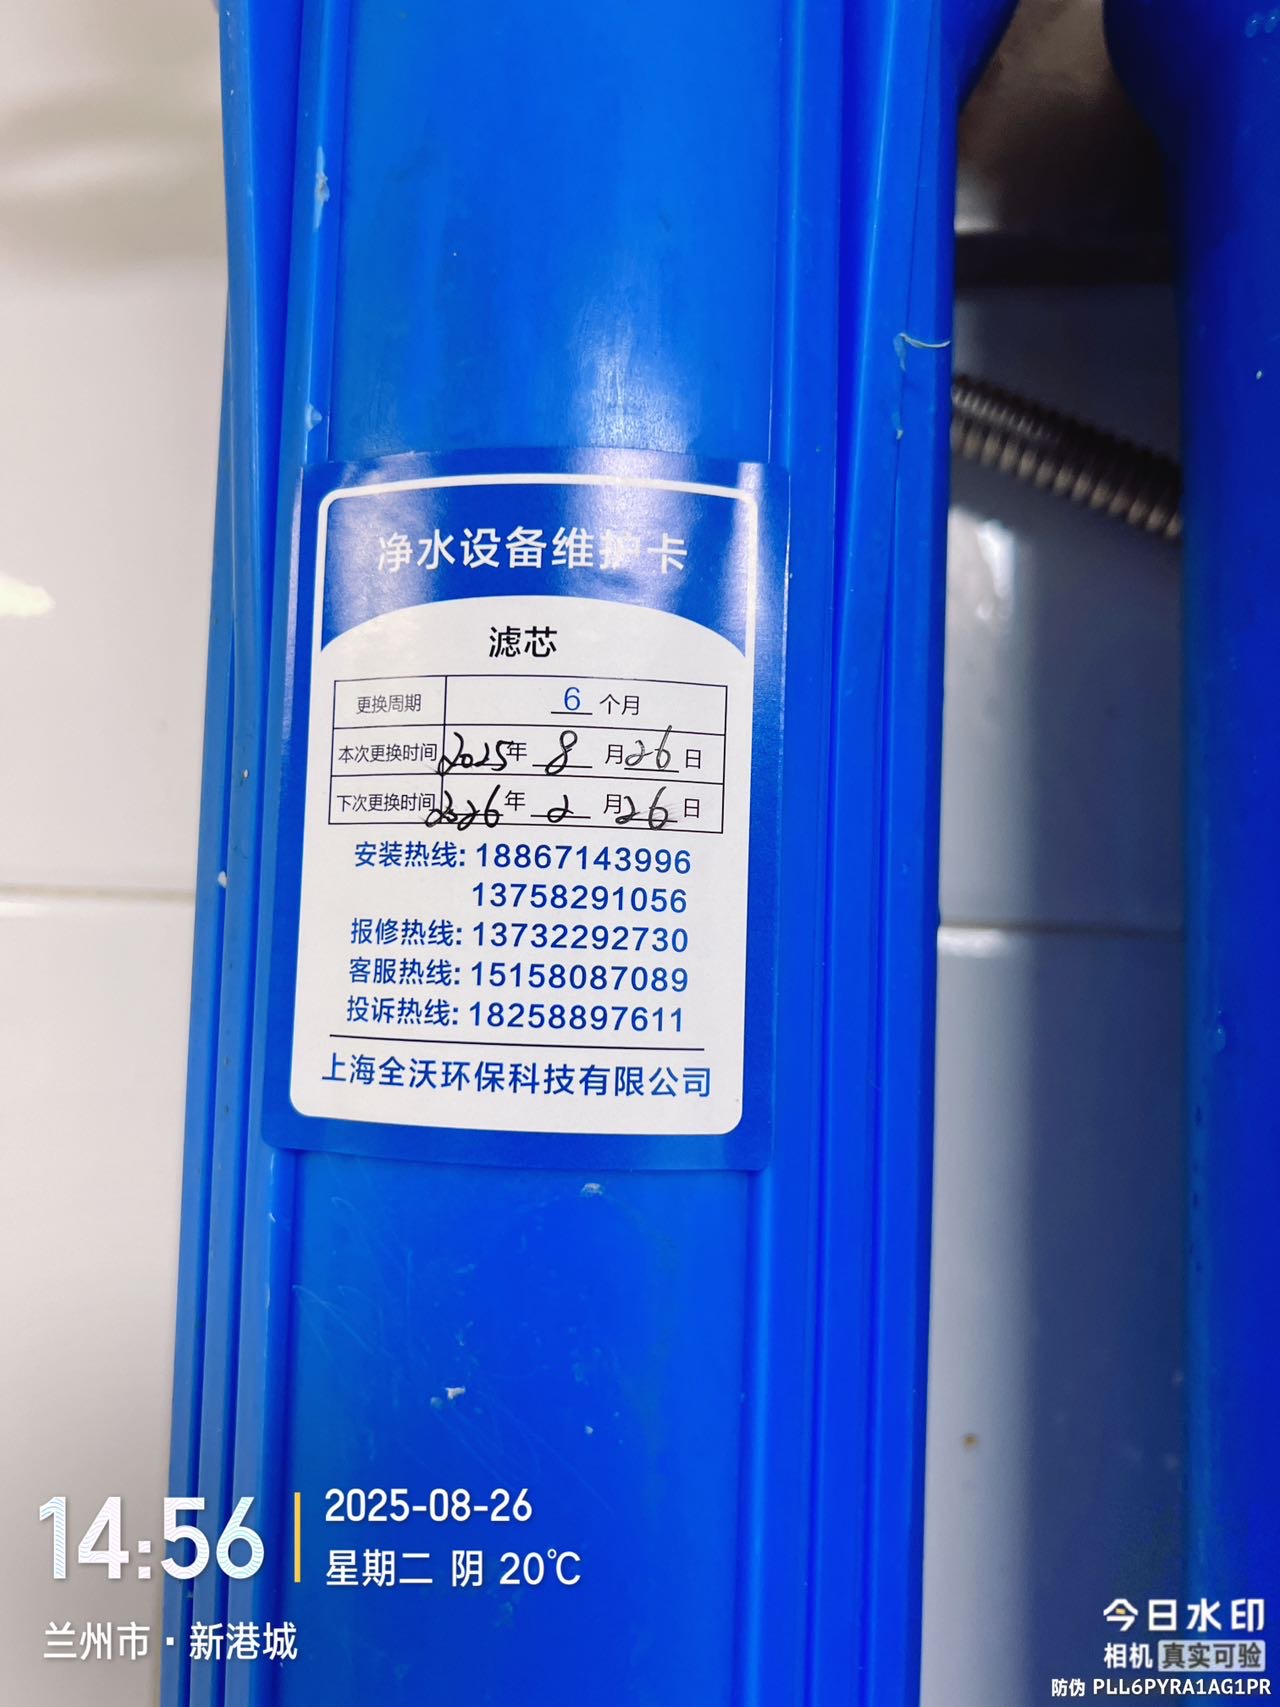 净水设备维护卡
滤芯
更换周期 6 个月
本次更换时间 2025年 8 月 26 日
下次更换时间 2026年 2 月 26 日
安装热线: 18867143996
13758291056
报修热线: 13732292730
客服热线: 15158087089
投诉热线: 18258897611
上海全沃环保科技有限公司
14:56
2025-08-26
星期二 阴 20℃
兰州市·新港城
今日水印
相机 真实可验
防伪 PLL6PYRA1AG1PR